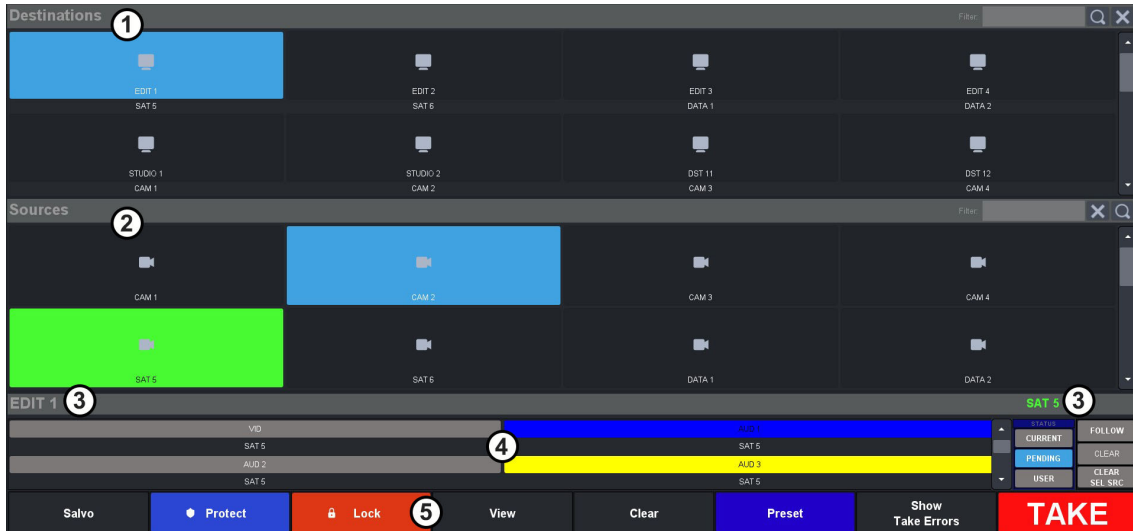 Destinations 1 Filter:
EDIT 1 EDIT 2 EDIT 3 EDIT 4
SAT 5 SAT 6 DATA 1 DATA 2
STUDIO 1 STUDIO 2 DST 11 DST 12
CAM 1 CAM 2 CAM 3 CAM 4
Sources 2 Filter:
CAM 1 CAM 2 CAM 3 CAM 4
SAT 5 SAT 6 DATA 1 DATA 2
EDIT 1 3 SAT 5 3
VID AUD 1 STATUS
SAT 5 4 SAT 5 CURRENT FOLLOW
AUD 2 AUD 3 PENDING CLEAR
SAT 5 SAT 5 USER CLEAR SEL SRC
Salvo Protect Lock 5 View Clear Preset Show Take Errors TAKE